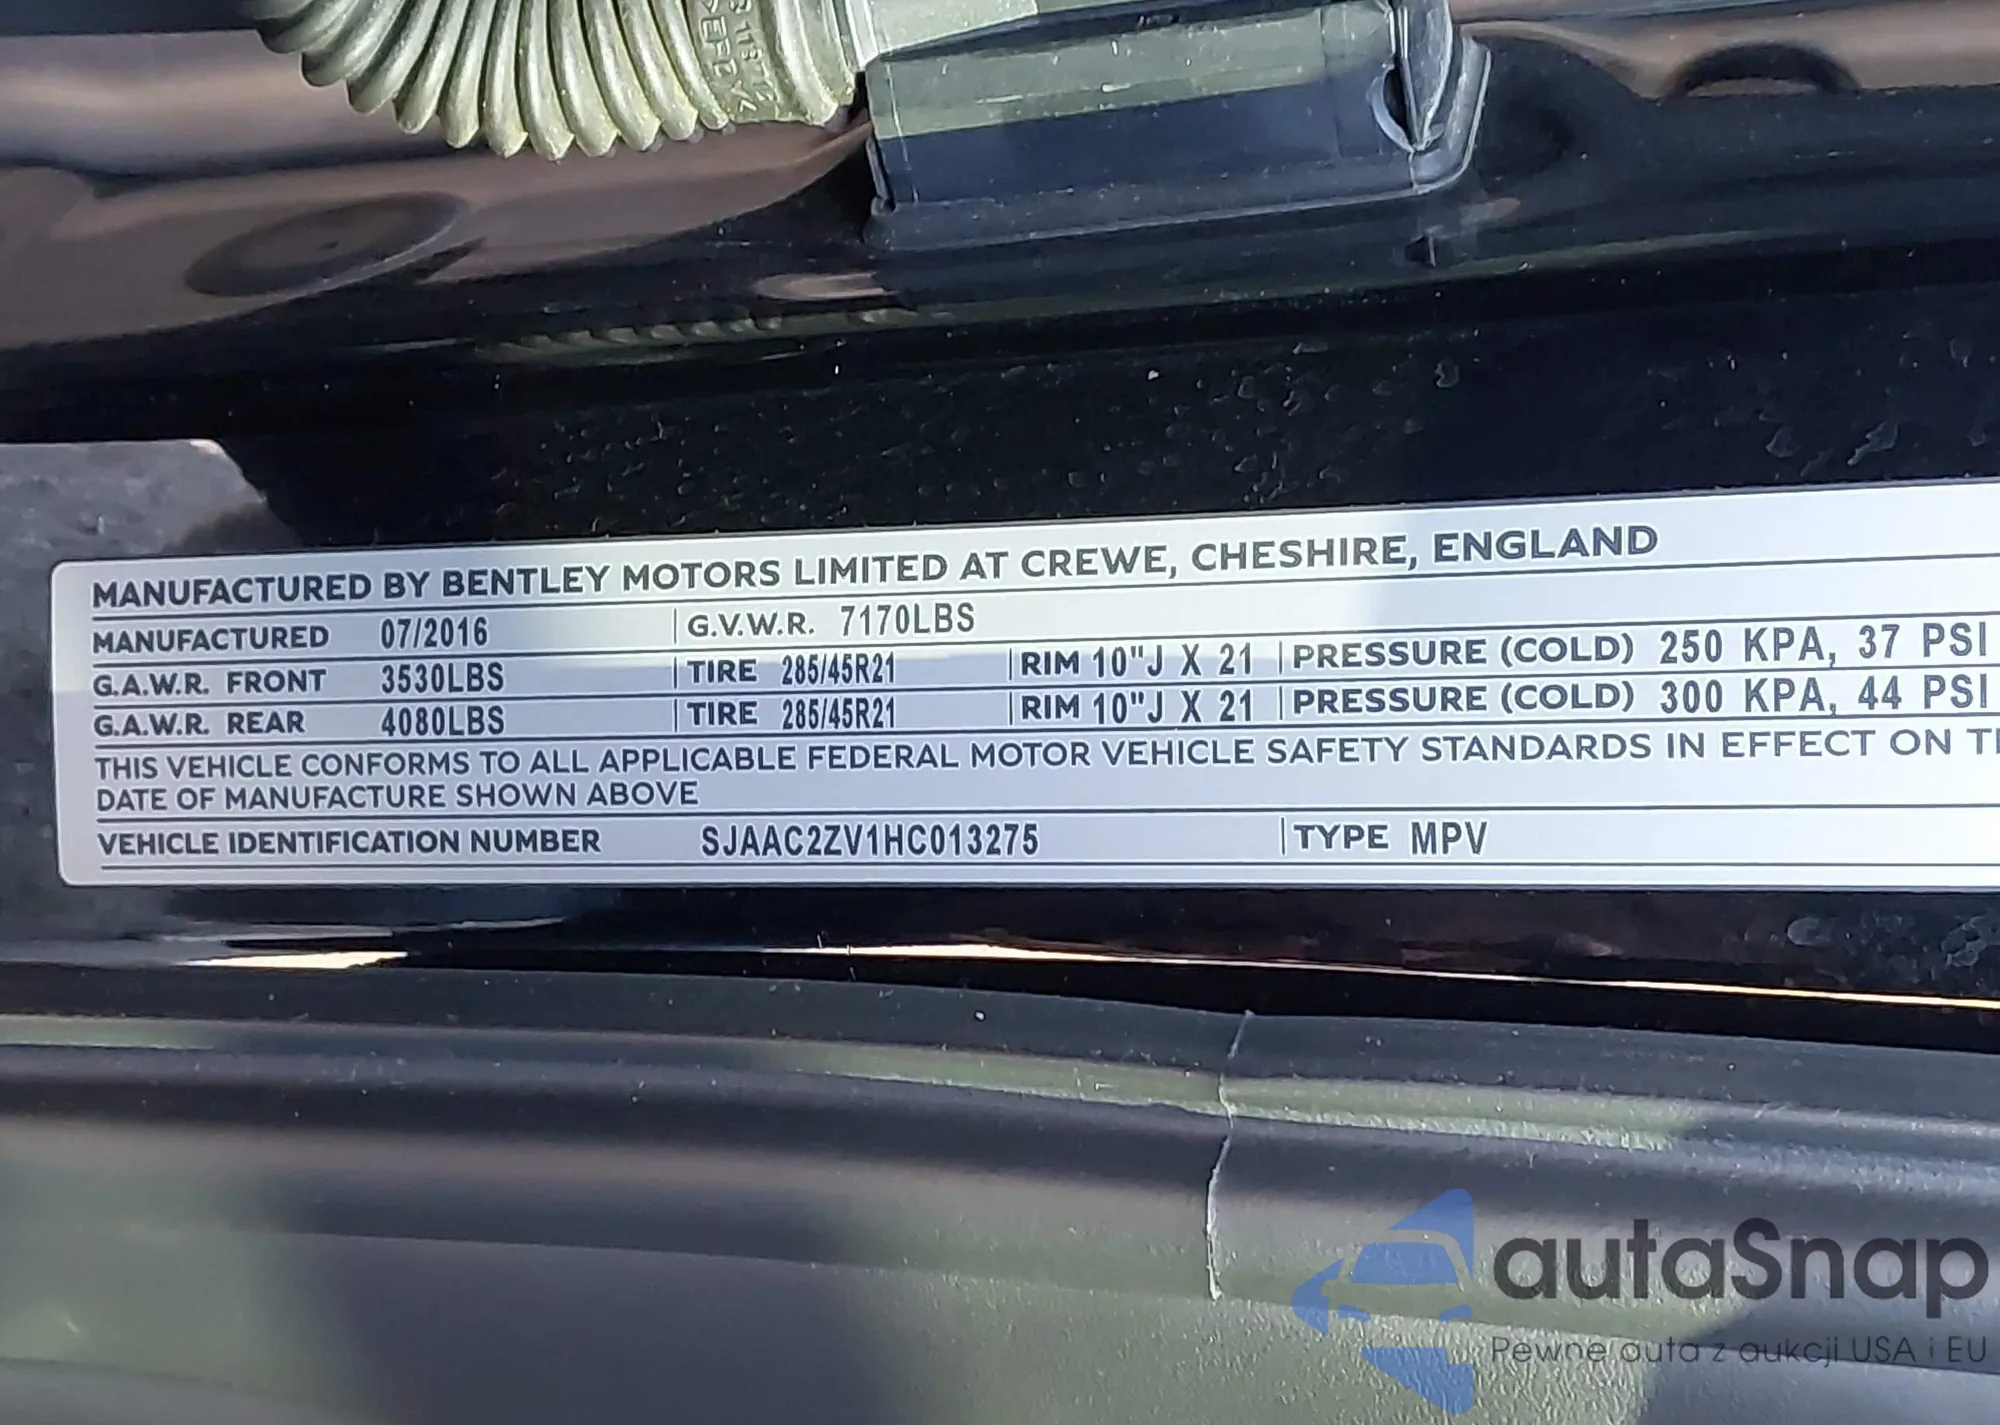 MANUFACTURED BY BENTLEY MOTORS LIMITED AT CREWE, CHESHIRE, ENGLAND
MANUFACTURED 07/2016 G.V.W.R. 7170LBS
G.A.W.R. FRONT 3530LBS TIRE 285/45R21 RIM 10"J X 21 PRESSURE (COLD) 250 KPA, 37 PSI
G.A.W.R. REAR 4080LBS TIRE 285/45R21 RIM 10"J X 21 PRESSURE (COLD) 300 KPA, 44 PSI
THIS VEHICLE CONFORMS TO ALL APPLICABLE FEDERAL MOTOR VEHICLE SAFETY STANDARDS IN EFFECT ON
DATE OF MANUFACTURE SHOWN ABOVE
VEHICLE IDENTIFICATION NUMBER SJAAC2ZV1HC013275 TYPE MPV
autaSnap
Pewne auta z aukcji USA i EU